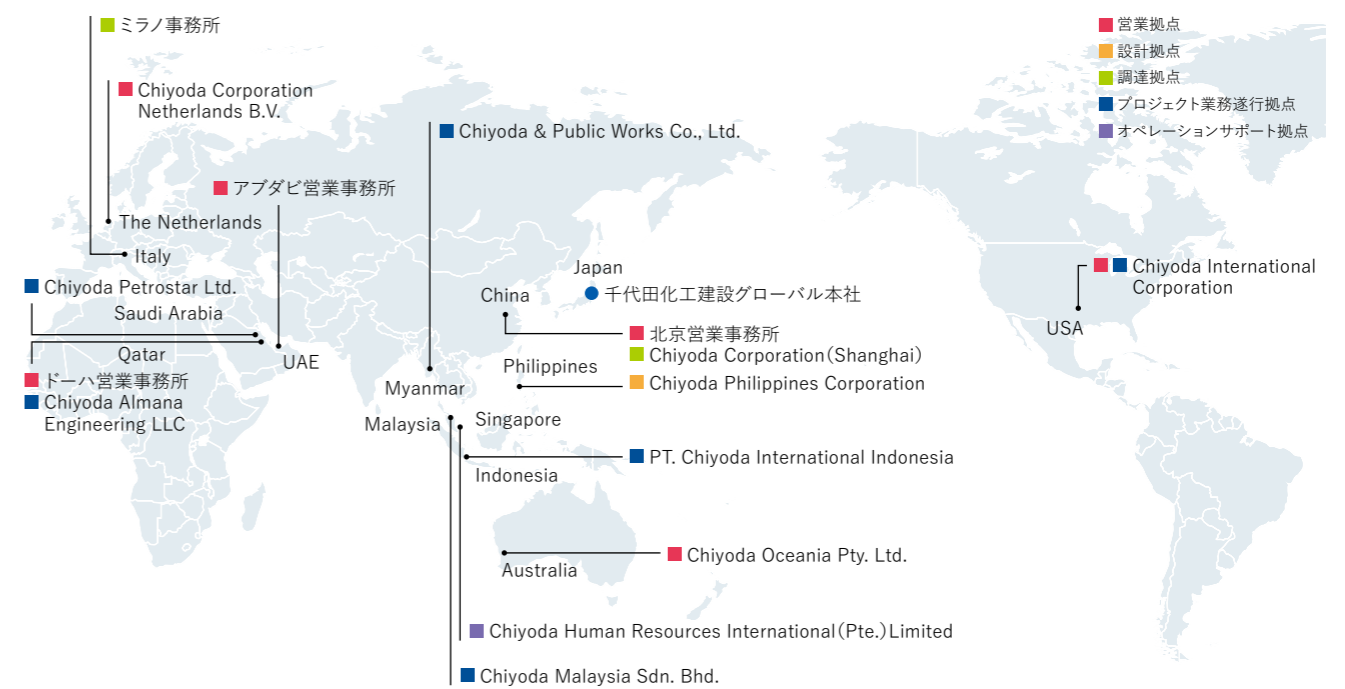 ミラノ事務所
Chiyoda Corporation
Netherlands B.V.
アブダビ営業事務所
The Netherlands
Italy
Chiyoda Petrostar Ltd.
Saudi Arabia
Qatar
UAE
ドーハ営業事務所
Chiyoda Almana
Engineering LLC
Chiyoda & Public Works Co., Ltd.
Japan
千代田化工建設グローバル本社
China
北京営業事務所
Chiyoda Corporation（Shanghai）
Philippines
Chiyoda Philippines Corporation
Myanmar
Malaysia
Singapore
Indonesia
PT. Chiyoda International Indonesia
Chiyoda Oceania Pty. Ltd.
Australia
Chiyoda Human Resources International（Pte.）Limited
Chiyoda Malaysia Sdn. Bhd.
営業拠点
設計拠点
調達拠点
プロジェクト業務遂行拠点
オペレーションサポート拠点
Chiyoda International
Corporation
USA